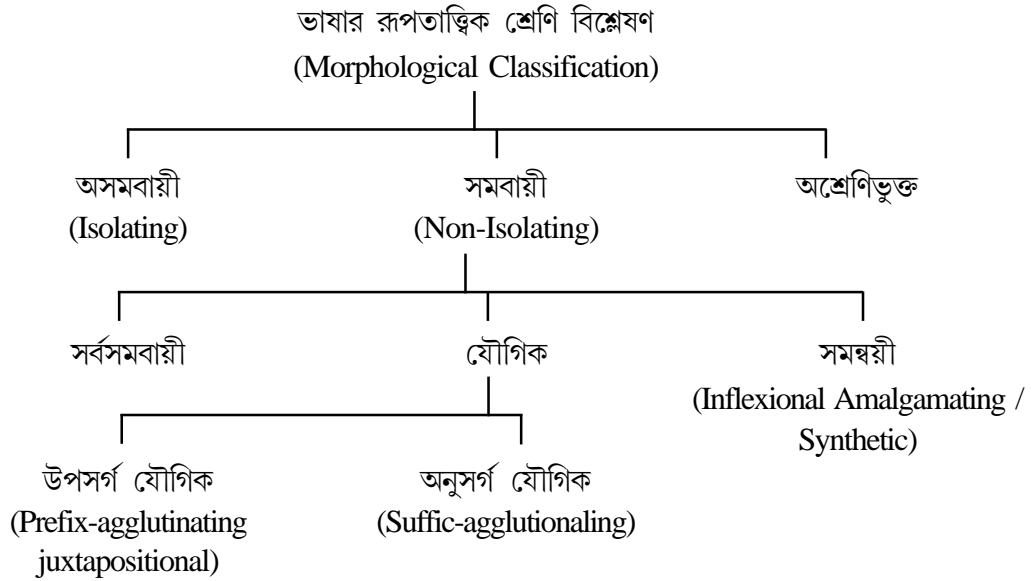 ভাষার রূপতাত্ত্বিক শ্রেণি বিশ্লেষণ
(Morphological Classification)
অসমবায়ী
(Isolating)
সমবায়ী
(Non-Isolating)
অশ্রেণিভুক্ত
সর্বসমবায়ী
যৌগিক
সমন্বয়ী
(Inflexional Amalgamating /
Synthetic)
উপসর্গ যৌগিক
(Prefix-agglutinating
juxtapositional)
অনুসর্গ যৌগিক
(Suffic-agglutionaling)